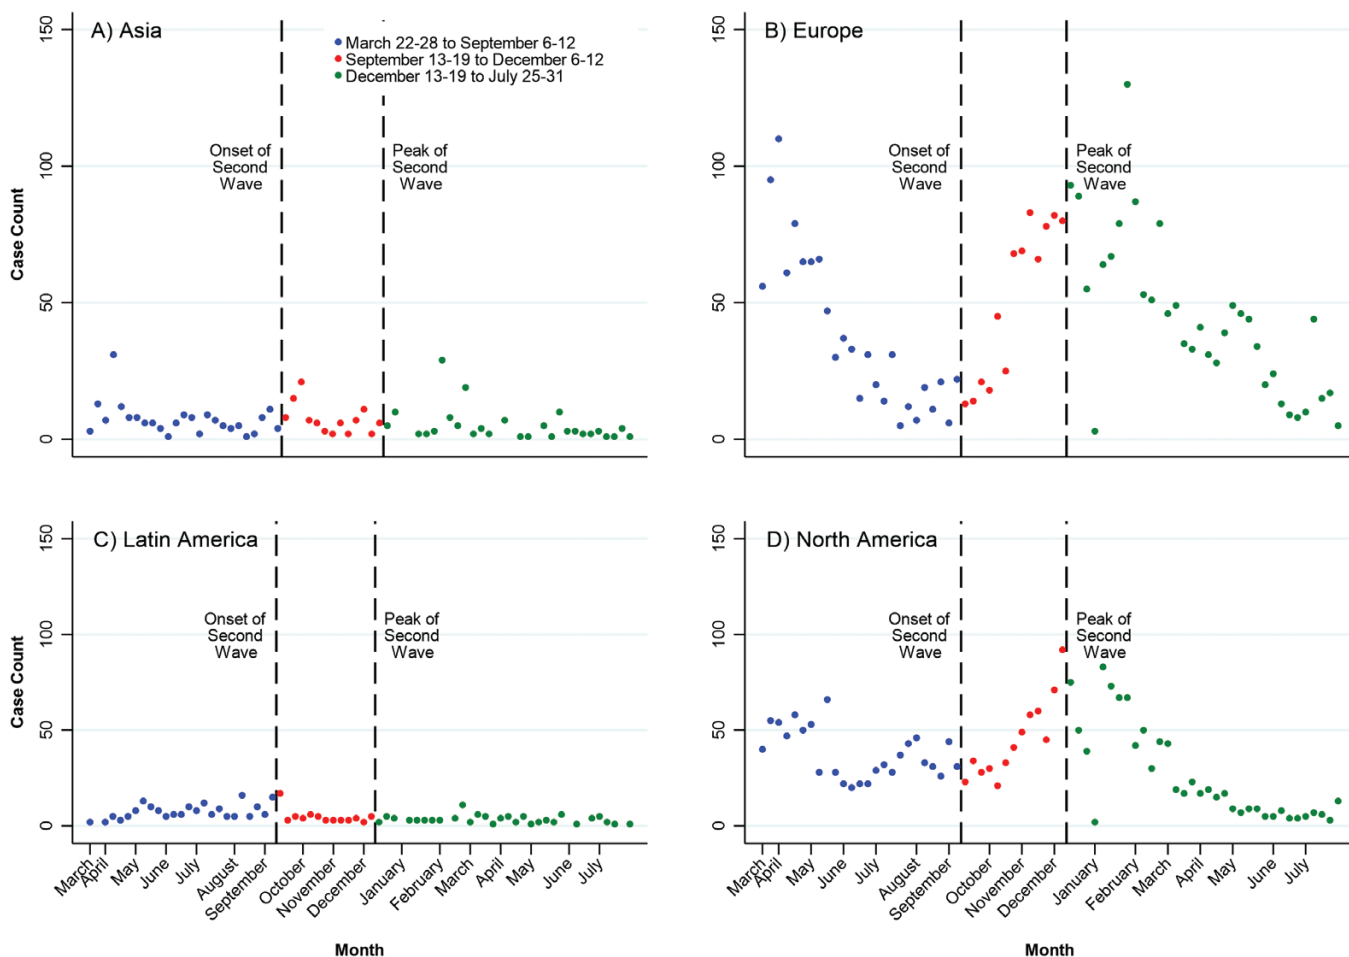 A) Asia
March 22-28 to September 6-12
September 13-19 to December 6-12
December 13-19 to July 25-31
Onset of
Second
Wave
Peak of
Second
Wave
Case Count
150
100
50
0
B) Europe
Onset of
Second
Wave
Peak of
Second
Wave
150
100
50
0
C) Latin America
Onset of
Second
Wave
Peak of
Second
Wave
Case Count
150
100
50
0
March
April
May
June
July
August
September
October
November
December
January
February
March
April
May
June
July
Month
D) North America
Onset of
Second
Wave
Peak of
Second
Wave
150
100
50
0
March
April
May
June
July
August
September
October
November
December
January
February
March
April
May
June
July
Month